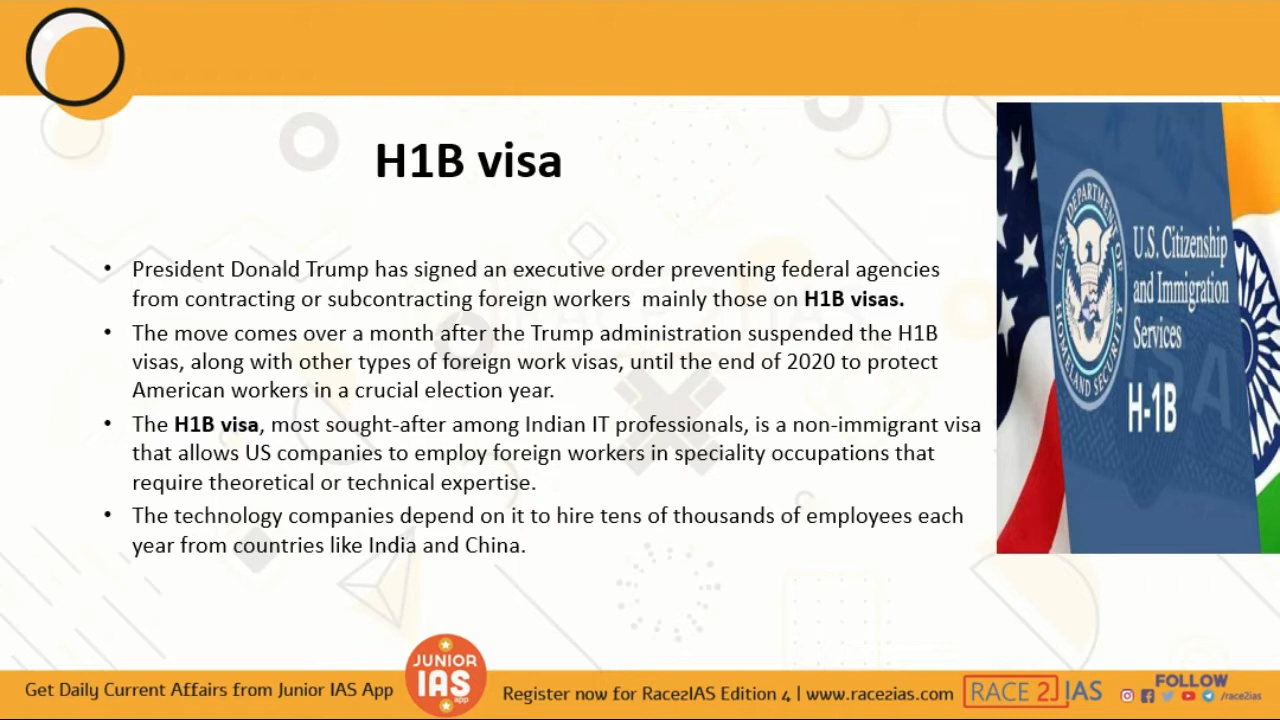 H1B visa
• President Donald Trump has signed an executive order preventing federal agencies
from contracting or subcontracting foreign workers mainly those on H1B visas.
• The move comes over a month after the Trump administration suspended the H1B
visas, along with other types of foreign work visas, until the end of 2020 to protect
American workers in a crucial election year.
• The H1B visa, most sought-after among Indian IT professionals, is a non-immigrant visa
that allows US companies to employ foreign workers in speciality occupations that
require theoretical or technical expertise.
• The technology companies depend on it to hire tens of thousands of employees each
year from countries like India and China.
U.S. DEPARTMENT OF
HOMELAND SECURITY
U.S. Citizenship
and Immigration
Services
H-1B
Get Daily Current Affairs from Junior IAS App
JUNIOR
IAS
app
Register now for Race2IAS Edition 4 | www.race2ias.com
RACE 2 IAS
FOLLOW
/race2ias